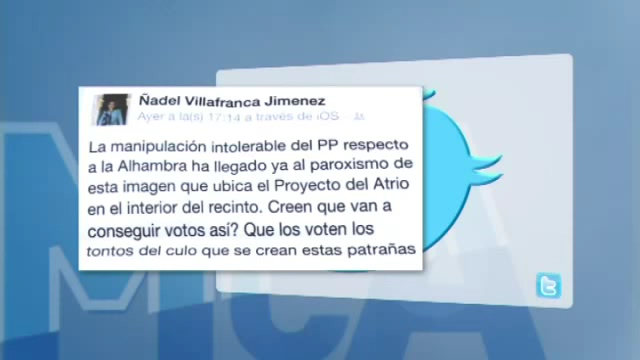 Ñadel Villafranca Jimenez
Ayer a la(s) 17:14 a través de iOS
La manipulación intolerable del PP respecto
a la Alhambra ha llegado ya al paroxismo de
esta imagen que ubica el Proyecto del Atrio
en el interior del recinto. Creen que van a
conseguir votos así? Que los voten los
tontos del culo que se crean estas patrañas